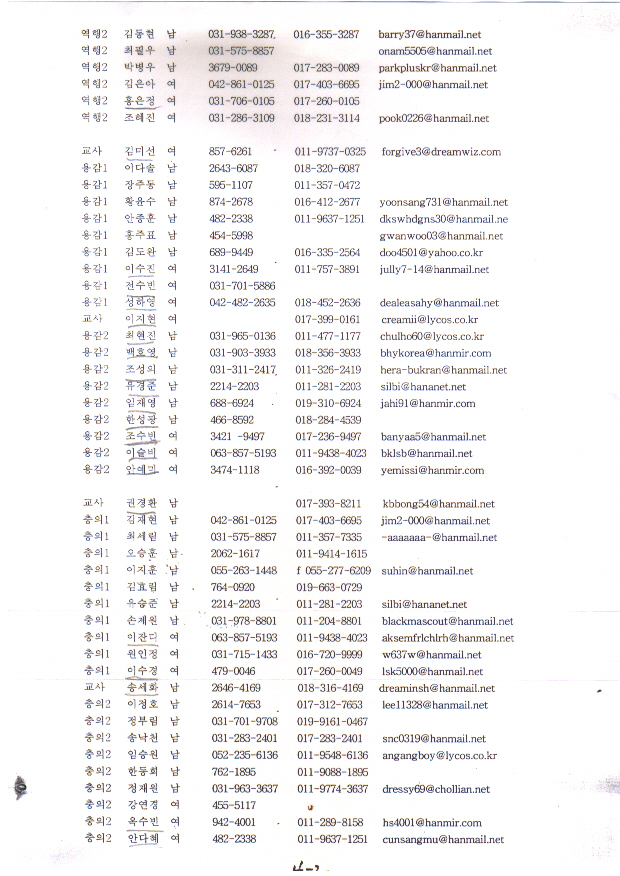 역행2 김동현 남 031-938-3287. 016-355-3287 barry37@hanmail.net
역행2 최필우 남 031-575-8857 onam5505@hanmail.net
역행2 박병우 남 3679-0089 017-283-0089 parkpluskr@hanmail.net
역행2 김은아 여 042-861-0125 017-403-6695 jim2-000@hanmail.net
역행2 홍은정 여 031-706-0105 017-260-0105
역행2 조혜진 여 031-286-3109 018-231-3114 pook0226@hanmail.net
교사 김미선 여 857-6261 011-9737-0325 forgive3@dreamwiz.com
용감1 이다솔 남 2643-6087 018-320-6087
용감1 장주동 남 595-1107 011-357-0472
용감1 황윤수 남 874-2678 016-412-2677 yoonsang731@hanmail.net
용감1 안종훈 남 482-2338 011-9637-1251 dkswhdgns30@hanmail.ne
용감1 홍주표 남 454-5998 gwanwoo03@hanmail.net
용감1 김도완 남 689-9449 016-335-2564 doo4501@yahoo.co.kr
용감1 이수진 여 3141-2649 011-757-3891 jully7-14@hanmail.net
용감1 전수빈 여 031-701-5886
용감1 성하영 여 042-482-2635 018-452-2636 dealeasahy@hanmail.net
교사 이지현 여 017-399-0161 creamii@lycos.co.kr
용감2 최현진 남 031-965-0136 011-477-1177 chulho60@lycos.co.kr
용감2 백효영 남 031-903-3933 018-356-3933 bhykorea@hanmir.com
용감2 조성의 남 031-311-2417 011-326-2419 hera-bukran@hanmail.net
용감2 유경준 남 2214-2203 011-281-2203 silbi@hananet.net
용감2 임재영 남 688-6924 019-310-6924 jahi91@hanmir.com
용감2 한성광 남 466-8592 018-284-4539
용감2 조수빈 여 3421 -9497 017-236-9497 banyaa5@hanmail.net
용감2 이슬비 여 063-857-5193 011-9438-4023 bklsb@hanmail.net
용감2 안예미 여 3474-1118 016-392-0039 yemissi@hanmir.com
교사 권경환 남 017-393-8211 kbbong54@hanmail.net
충의1 김재현 남 042-861-0125 017-403-6695 jim2-000@hanmail.net
충의1 최세림 남 031-575-8857 011-357-7335 -aaaaaaa-@hanmail.net
충의1 오승훈 남 2062-1617 011-9414-1615
충의1 이지훈 남 055-263-1448 f 055-277-6209 suhin@hanmail.net
충의1 김효림 남 764-0920 019-663-0729
충의1 유승준 남 2214-2203 011-281-2203 silbi@hananet.net
충의1 손제원 남 031-978-8801 011-204-8801 blackmascout@hanmail.net
충의1 이잔디 여 063-857-5193 011-9438-4023 aksemfrlchlrh@hanmail.net
충의1 원인정 여 031-715-1433 016-720-9999 w637w@hanmail.net
충의1 이수경 여 479-0046 017-260-0049 lsk5000@hanmail.net
교사 송세화 남 2646-4169 018-316-4169 dreaminsh@hanmail.net
충의2 이정호 남 2614-7653 017-312-7653 lee11328@hanmail.net
충의2 정부림 남 031-701-9708 019-9161-0467
충의2 송낙천 남 031-283-2401 017-283-2401 snc0319@hanmail.net
충의2 임승원 남 052-235-6136 011-9548-6136 angangboy@lycos.co.kr
충의2 한동희 남 762-1895 011-9088-1895
충의2 정재원 남 031-963-3637 011-9774-3637 dressy69@chollian.net
충의2 강연경 여 455-5117
충의2 옥수빈 여 942-4001 011-289-8158 hs4001@hanmir.com
충의2 안다혜 여 482-2338 011-9637-1251 cunsangmu@hanmail.net